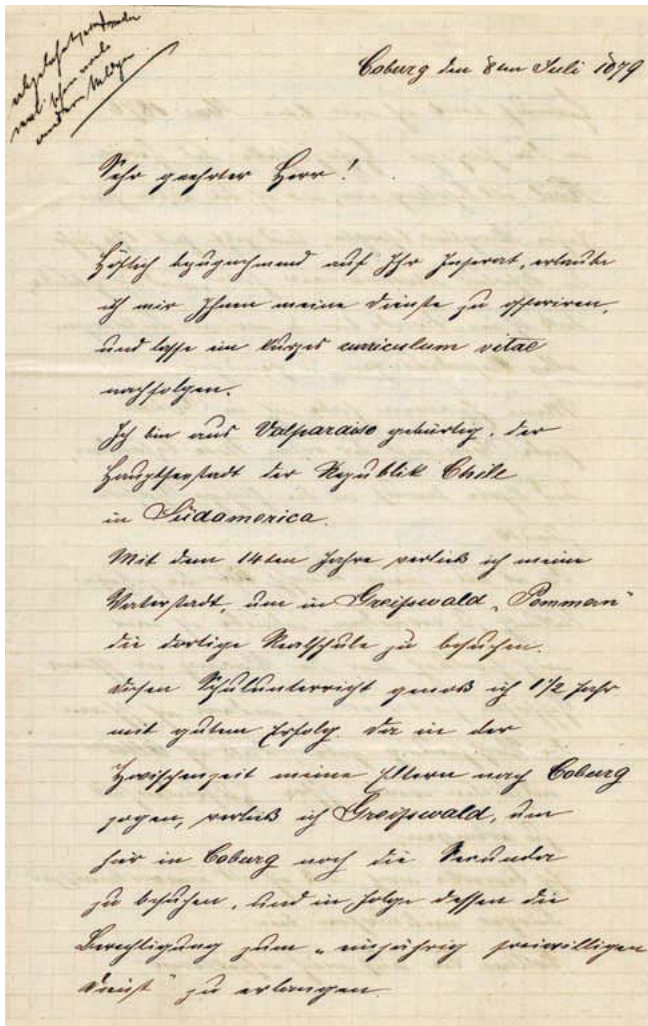 Coburg den 8ten Juli 1879
Sehr geehrter Herr!
Höflich bezugnehmend auf Ihr Inserat, erlaube
ich mir Ihnen meine Dienste zu offeriren,
und lasse ein kurzes curriculum vitae
nachfolgen.
Ich bin aus Valparaiso gebürtig, der
Haupthafenstadt der Republik Chile
in Südamerica.
Mit dem 14ten Jahre verließ ich meine
Vaterstadt, um in Greifswald „Pommern“
die dortige Realschule zu besuchen.
Diesen Schulunterricht genoß ich 1 1/2 Jahr
mit gutem Erfolg. Da in der
Zwischenzeit meine Eltern nach Coburg
zogen, verließ ich Greifswald, um
hier in Coburg noch die Secunda
zu besuchen, und in Folge dessen die
Berechtigung zum „einjährig freiwilligen
Dienst“ zu erlangen.